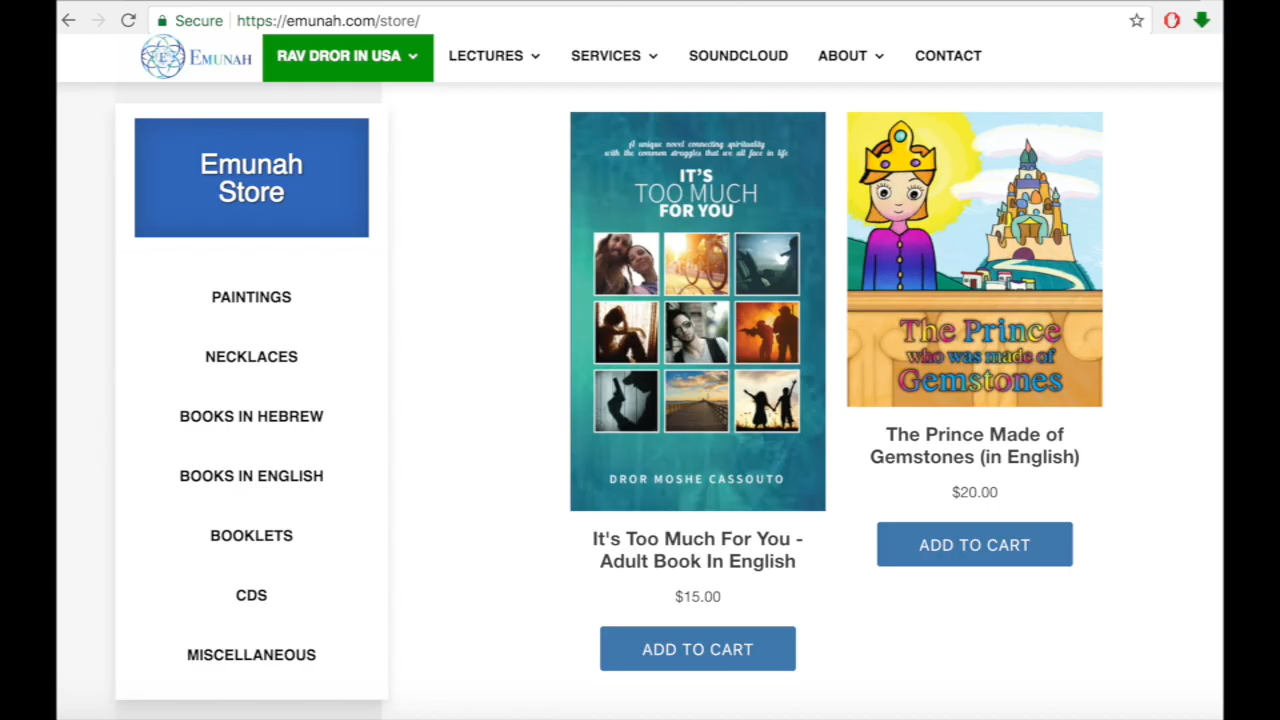 Secure
https://emunah.com/store/
EMUNAH
RAV DROR IN USA
LECTURES
SERVICES
SOUNDCLOUD
ABOUT
CONTACT
Emunah
Store
PAINTINGS
NECKLACES
BOOKS IN HEBREW
BOOKS IN ENGLISH
BOOKLETS
CDS
MISCELLANEOUS
A unique novel connecting spirituality
with the common struggles that we all face in life
IT'S
TOO MUCH
FOR YOU
DROR MOSHE CASSOUTO
It's Too Much For You -
Adult Book In English
$15.00
ADD TO CART
The Prince
who was made of
Gemstones
The Prince Made of
Gemstones (in English)
$20.00
ADD TO CART